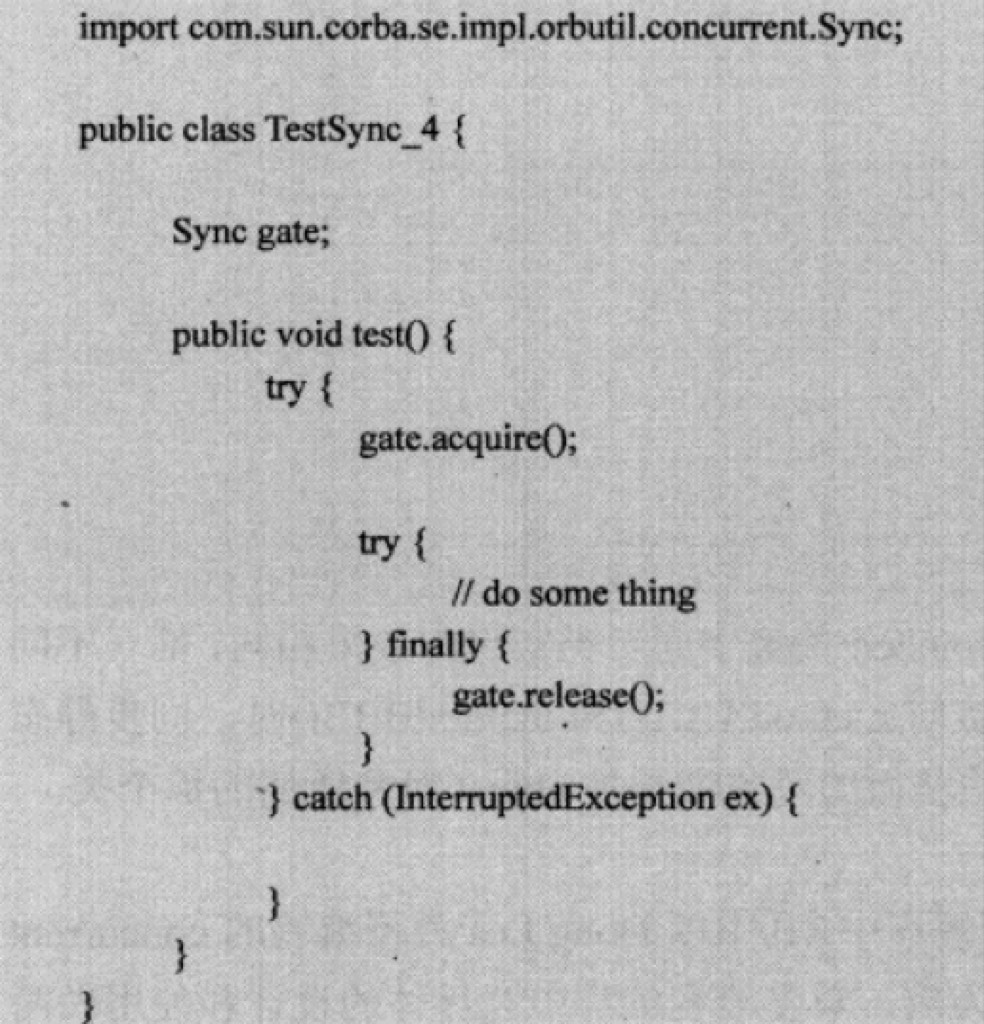 import com.sun.corba.se.impl.orbutil.concurrent.Sync;
public class TestSync_4 {
Sync gate;
public void test() {
try {
gate.acquire();
try {
// do some thing
} finally {
gate.release();
}
} catch (InterruptedException ex) {
}
}
}